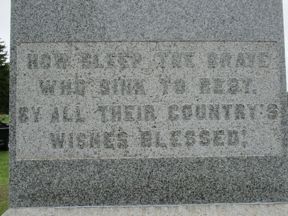 HOW SLEEP THE BRAVE
WHO SINK TO REST,
BY ALL THEIR COUNTRY'S
WISHES BLESSED!